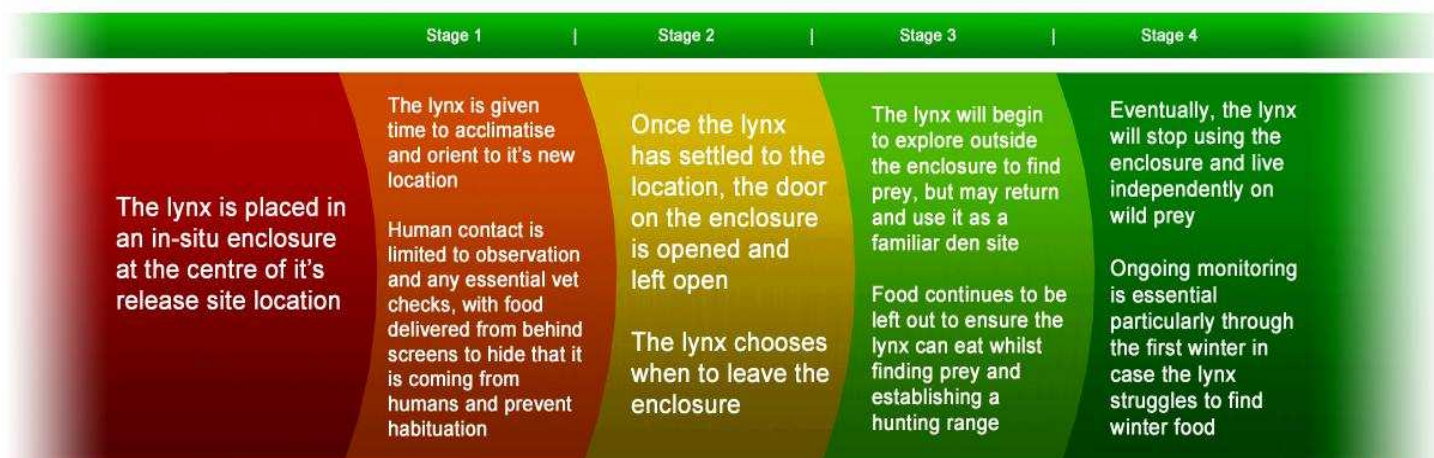 Stage 1 | Stage 2 | Stage 3 | Stage 4
The lynx is placed in
an in-situ enclosure
at the centre of it's
release site location
The lynx is given
time to acclimatise
and orient to it's new
location
Human contact is
limited to observation
and any essential vet
checks, with food
delivered from behind
screens to hide that it
is coming from
humans and prevent
habituation
Once the lynx
has settled to the
location, the door
on the enclosure
is opened and
left open
The lynx chooses
when to leave the
enclosure
The lynx will begin
to explore outside
the enclosure to find
prey, but may return
and use it as a
familiar den site
Food continues to be
left out to ensure the
lynx can eat whilst
finding prey and
establishing a
hunting range
Eventually, the lynx
will stop using the
enclosure and live
independently on
wild prey
Ongoing monitoring
is essential
particularly through
the first winter in
case the lynx
struggles to find
winter food